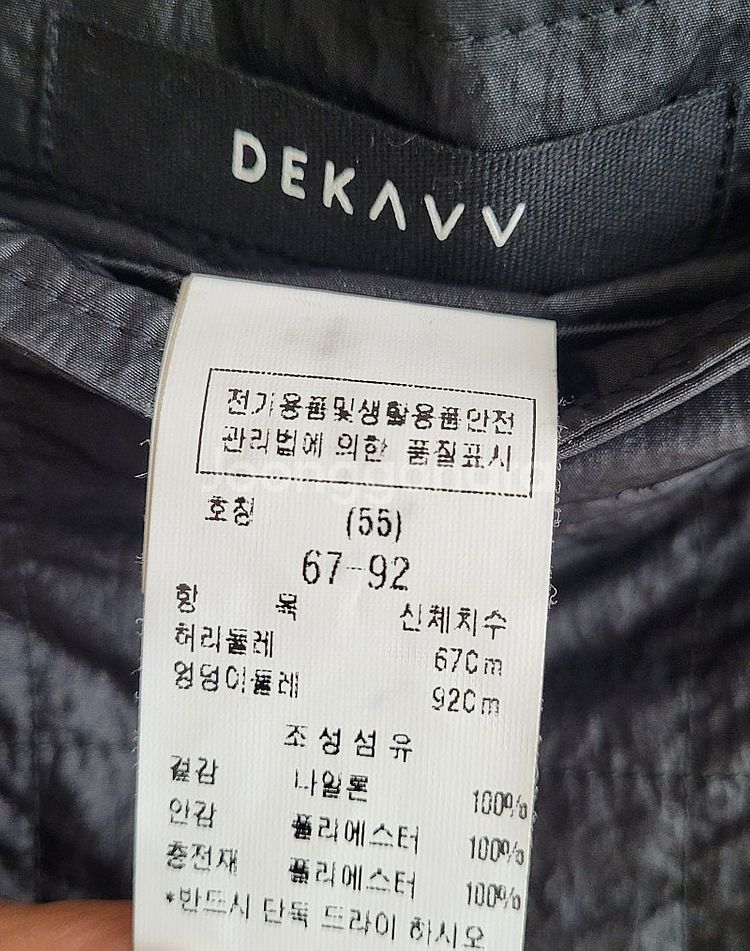 DEKAVV
전기용품및생활용품안전
관리법에 의한 품질표시
호칭 (55)
67-92
항 목 신체치수
허리둘레 67Cm
엉덩이둘레 92Cm
조성섬유
겉감 나일론 100%
안감 폴리에스터 100%
충전재 폴리에스터 100%
*반드시 단독 드라이 하시오